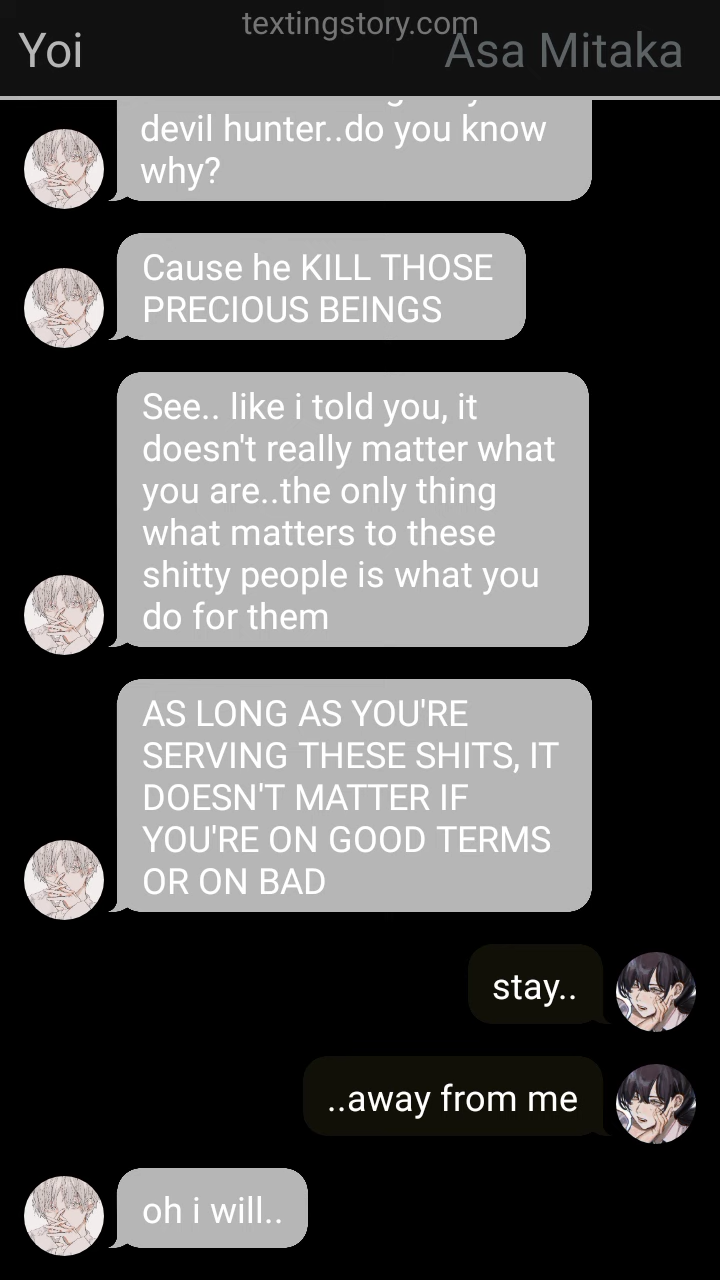 textingstory.com
Yoi
Asa Mitaka
devil hunter..do you know
why?
Cause he KILL THOSE
PRECIOUS BEINGS
See.. like i told you, it
doesn't really matter what
you are..the only thing
what matters to these
shitty people is what you
do for them
AS LONG AS YOU'RE
SERVING THESE SHITS, IT
DOESN'T MATTER IF
YOU'RE ON GOOD TERMS
OR ON BAD
stay..
..away from me
oh i will..